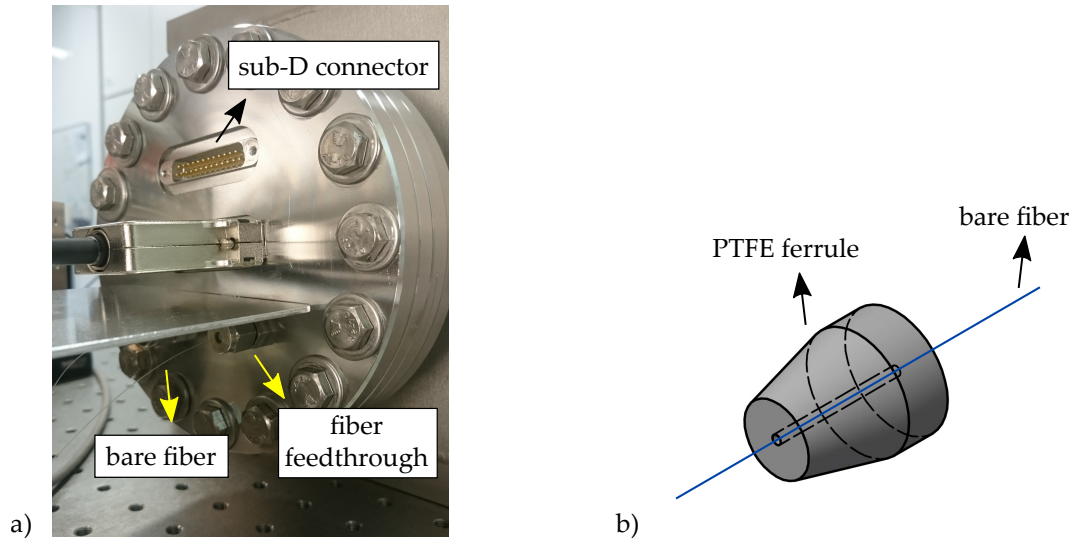 sub-D connector
bare fiber
fiber
feedthrough
a)
PTFE ferrule
bare fiber
b)